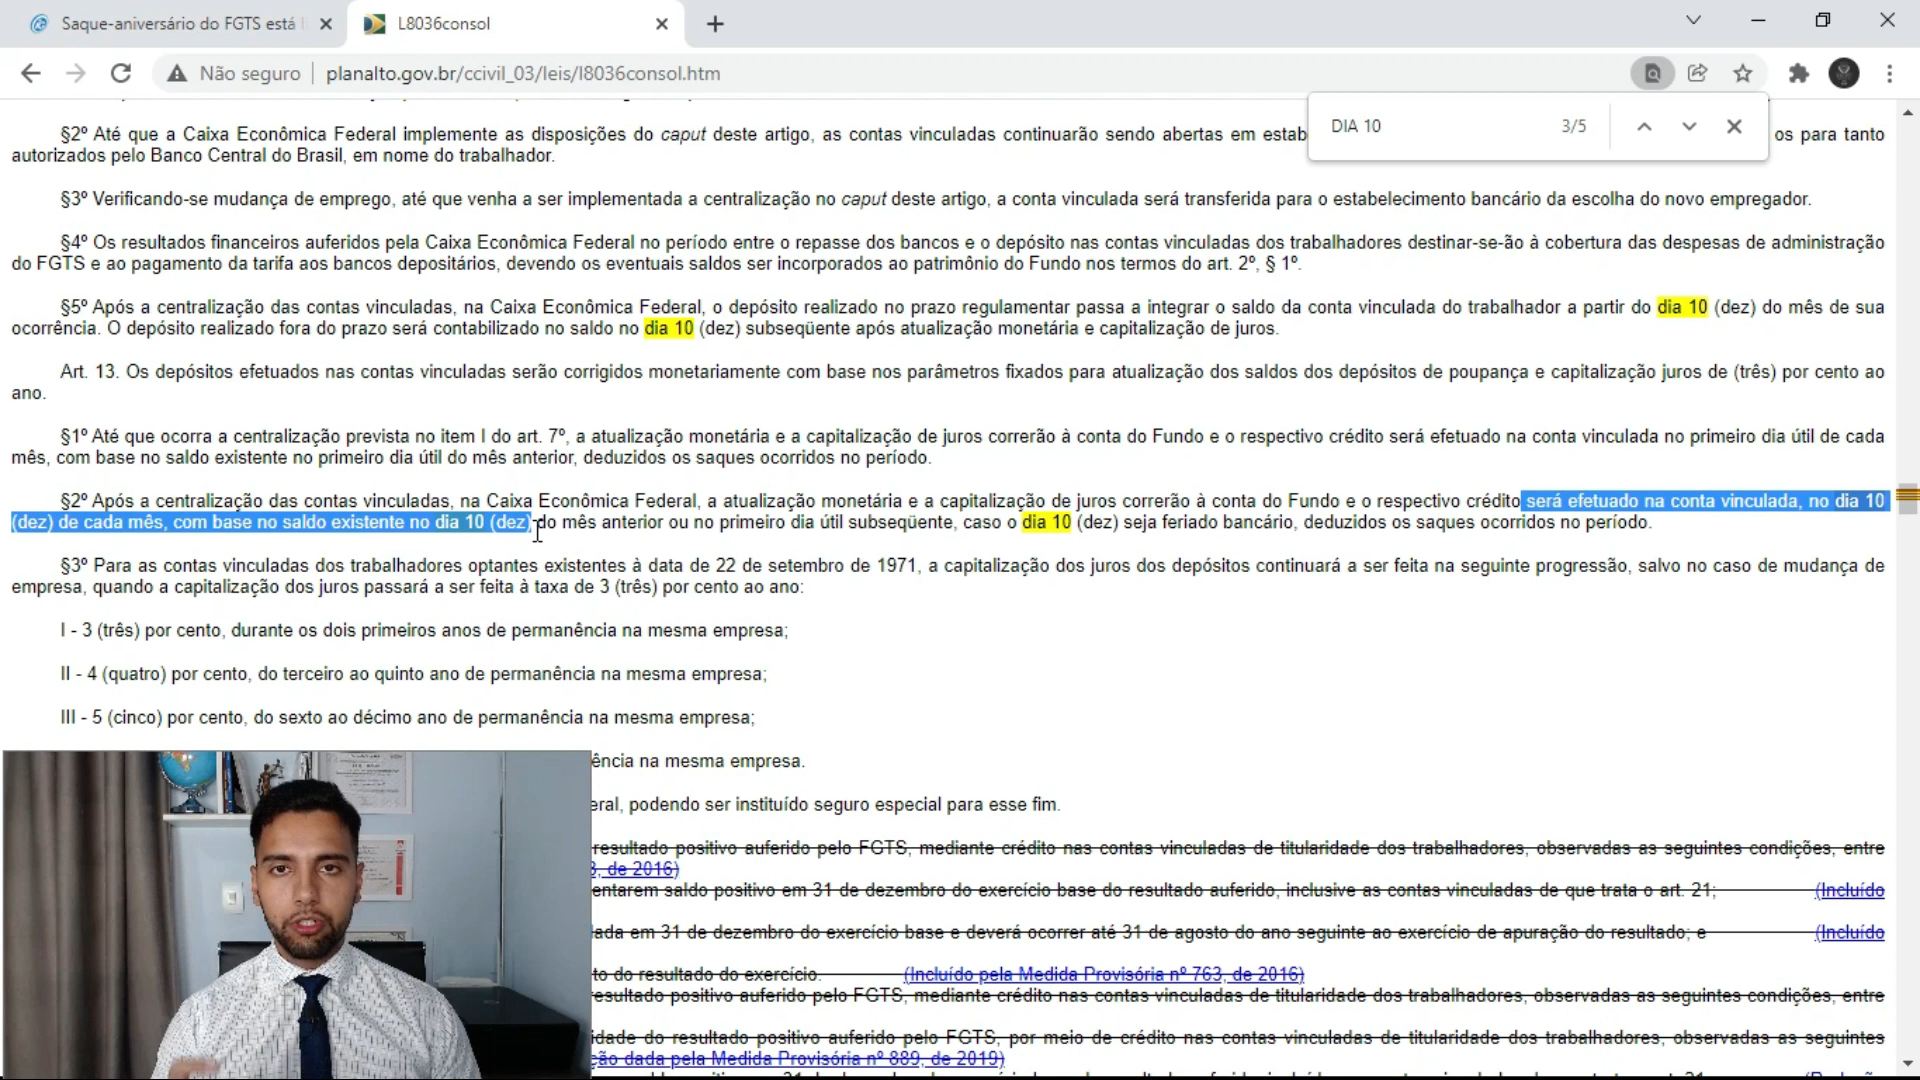 Saque-aniversário do FGTS está
L8036consol
Não seguro
planalto.gov.br/ccivil_03/leis/l8036consol.htm
DIA 10
3/5
§2º Até que a Caixa Econômica Federal implemente as disposições do caput deste artigo, as contas vinculadas continuarão sendo abertas em estab os para tanto
autorizados pelo Banco Central do Brasil, em nome do trabalhador.
§3º Verificando-se mudança de emprego, até que venha a ser implementada a centralização no caput deste artigo, a conta vinculada será transferida para o estabelecimento bancário da escolha do novo empregador.
§4º Os resultados financeiros auferidos pela Caixa Econômica Federal no período entre o repasse dos bancos e o depósito nas contas vinculadas dos trabalhadores destinar-se-ão à cobertura das despesas de administração
do FGTS e ao pagamento da tarifa aos bancos depositários, devendo os eventuais saldos ser incorporados ao patrimônio do Fundo nos termos do art. 2º, § 1º.
§5º Após a centralização das contas vinculadas, na Caixa Econômica Federal, o depósito realizado no prazo regulamentar passa a integrar o saldo da conta vinculada do trabalhador a partir do dia 10 (dez) do mês de sua
ocorrência. O depósito realizado fora do prazo será contabilizado no saldo no dia 10 (dez) subseqüente após atualização monetária e capitalização de juros.
Art. 13. Os depósitos efetuados nas contas vinculadas serão corrigidos monetariamente com base nos parâmetros fixados para atualização dos saldos dos depósitos de poupança e capitalização juros de (três) por cento ao
ano.
§1º Até que ocorra a centralização prevista no item I do art. 7º, a atualização monetária e a capitalização de juros correrão à conta do Fundo e o respectivo crédito será efetuado na conta vinculada no primeiro dia útil de cada
mês, com base no saldo existente no primeiro dia útil do mês anterior, deduzidos os saques ocorridos no período.
§2º Após a centralização das contas vinculadas, na Caixa Econômica Federal, a atualização monetária e a capitalização de juros correrão à conta do Fundo e o respectivo crédito será efetuado na conta vinculada, no dia 10
(dez) de cada mês, com base no saldo existente no dia 10 (dez) do mês anterior ou no primeiro dia útil subseqüente, caso o dia 10 (dez) seja feriado bancário, deduzidos os saques ocorridos no período.
§3º Para as contas vinculadas dos trabalhadores optantes existentes à data de 22 de setembro de 1971, a capitalização dos juros dos depósitos continuará a ser feita na seguinte progressão, salvo no caso de mudança de
empresa, quando a capitalização dos juros passará a ser feita à taxa de 3 (três) por cento ao ano:
I - 3 (três) por cento, durante os dois primeiros anos de permanência na mesma empresa;
II - 4 (quatro) por cento, do terceiro ao quinto ano de permanência na mesma empresa;
III - 5 (cinco) por cento, do sexto ao décimo ano de permanência na mesma empresa;
ência na mesma empresa.
eral, podendo ser instituído seguro especial para esse fim.
resultado positivo auferido pelo FGTS, mediante crédito nas contas vinculadas de titularidade dos trabalhadores, observadas as seguintes condições, entre
3, de 2016)
entarem saldo positivo em 31 de dezembro do exercício base do resultado auferido, inclusive as contas vinculadas de que trata o art. 21; (Incluído
lada em 31 de dezembro do exercício base e deverá ocorrer até 31 de agosto do ano seguinte ao exercício de apuração do resultado; e (Incluído
to do resultado do exercício. (Incluído pela Medida Provisória nº 763, de 2016)
esultado positivo auferido pelo FGTS, mediante crédito nas contas vinculadas de titularidade dos trabalhadores, observadas as seguintes condições, entre
idade do resultado positivo auferido pelo FGTS, por meio de crédito nas contas vinculadas de titularidade dos trabalhadores, observadas as seguintes
ção dada pela Medida Provisória nº 889, de 2019)